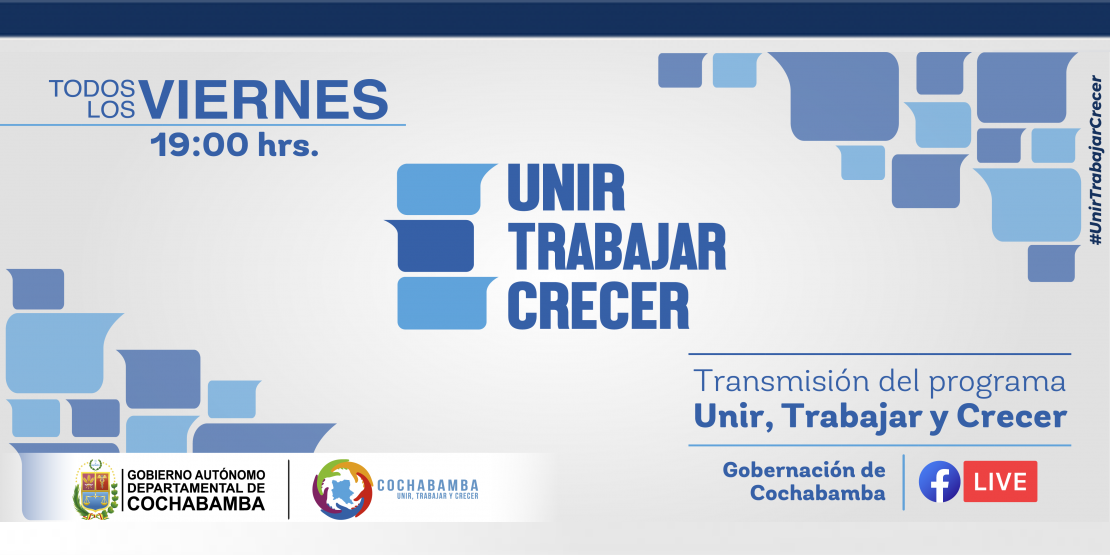 TODOS
LOS VIERNES
19:00 hrs.
#UnirTrabajarCrecer
UNIR
TRABAJAR
CRECER
Transmisión del programa
Unir, Trabajar y Crecer
Gobernación de
Cochabamba
f LIVE
GOBIERNO AUTÓNOMO
DEPARTAMENTAL DE
COCHABAMBA
COCHABAMBA
UNIR, TRABAJAR Y CRECER